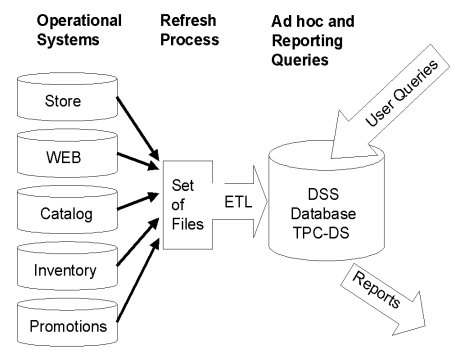 Operational
Systems
Refresh
Process
Ad hoc and
Reporting
Queries
Store
WEB
Catalog
Inventory
Promotions
Set
of
Files
ETL
DSS
Database
TPC-DS
User Queries
Reports